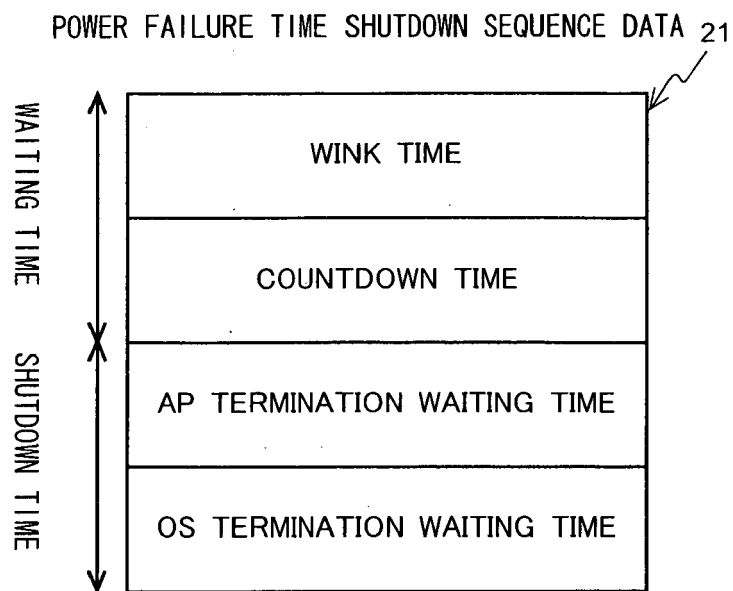 POWER FAILURE TIME SHUTDOWN SEQUENCE DATA 21
WAITING TIME
WINK TIME
COUNTDOWN TIME
SHUTDOWN TIME
AP TERMINATION WAITING TIME
OS TERMINATION WAITING TIME